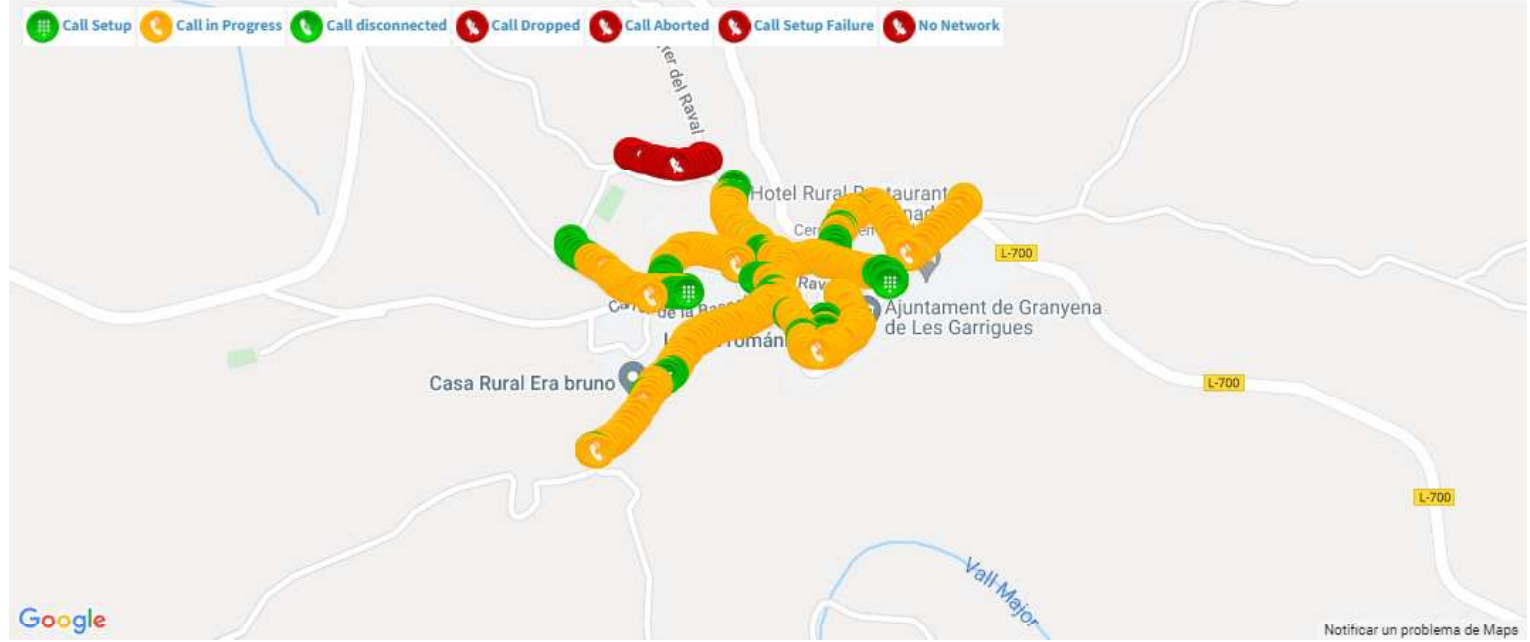 Call Setup
Call in Progress
Call disconnected
Call Dropped
Call Aborted
Call Setup Failure
No Network
del Raval
Hotel Rural
L-700
Ajuntament de Granyena
de Les Garrigues
de la
Casa Rural Era bruno
L-700
L-700
Vall Major
Google
Notificar un problema de Maps